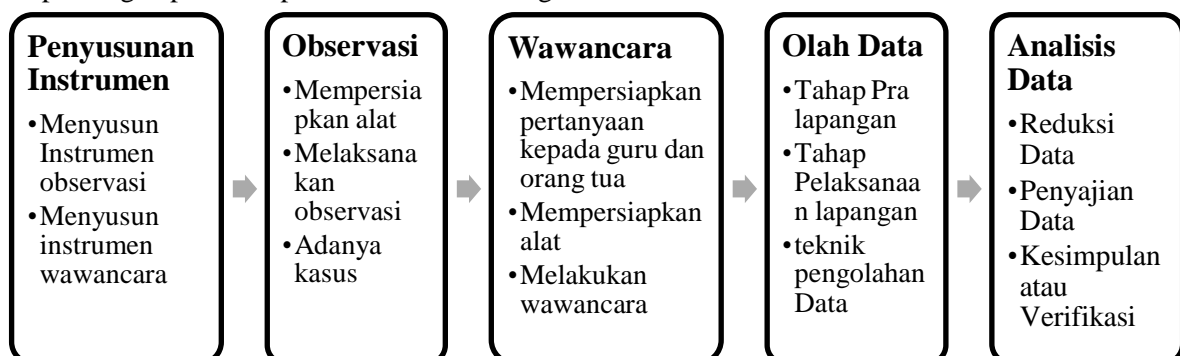 Penyusunan
Instrumen
•Menyusun
Instrumen
observasi
•Menyusun
instrumen
wawancara
Observasi
•Mempersia
pkan alat
•Melaksana
kan
observasi
•Adanya
kasus
Wawancara
•Mempersiapkan
pertanyaan
kepada guru dan
orang tua
•Mempersiapkan
alat
•Melakukan
wawancara
Olah Data
•Tahap Pra
lapangan
•Tahap
Pelaksanaa
n lapangan
•teknik
pengolahan
Data
Analisis
Data
•Reduksi
Data
•Penyajian
Data
•Kesimpulan
atau
Verifikasi